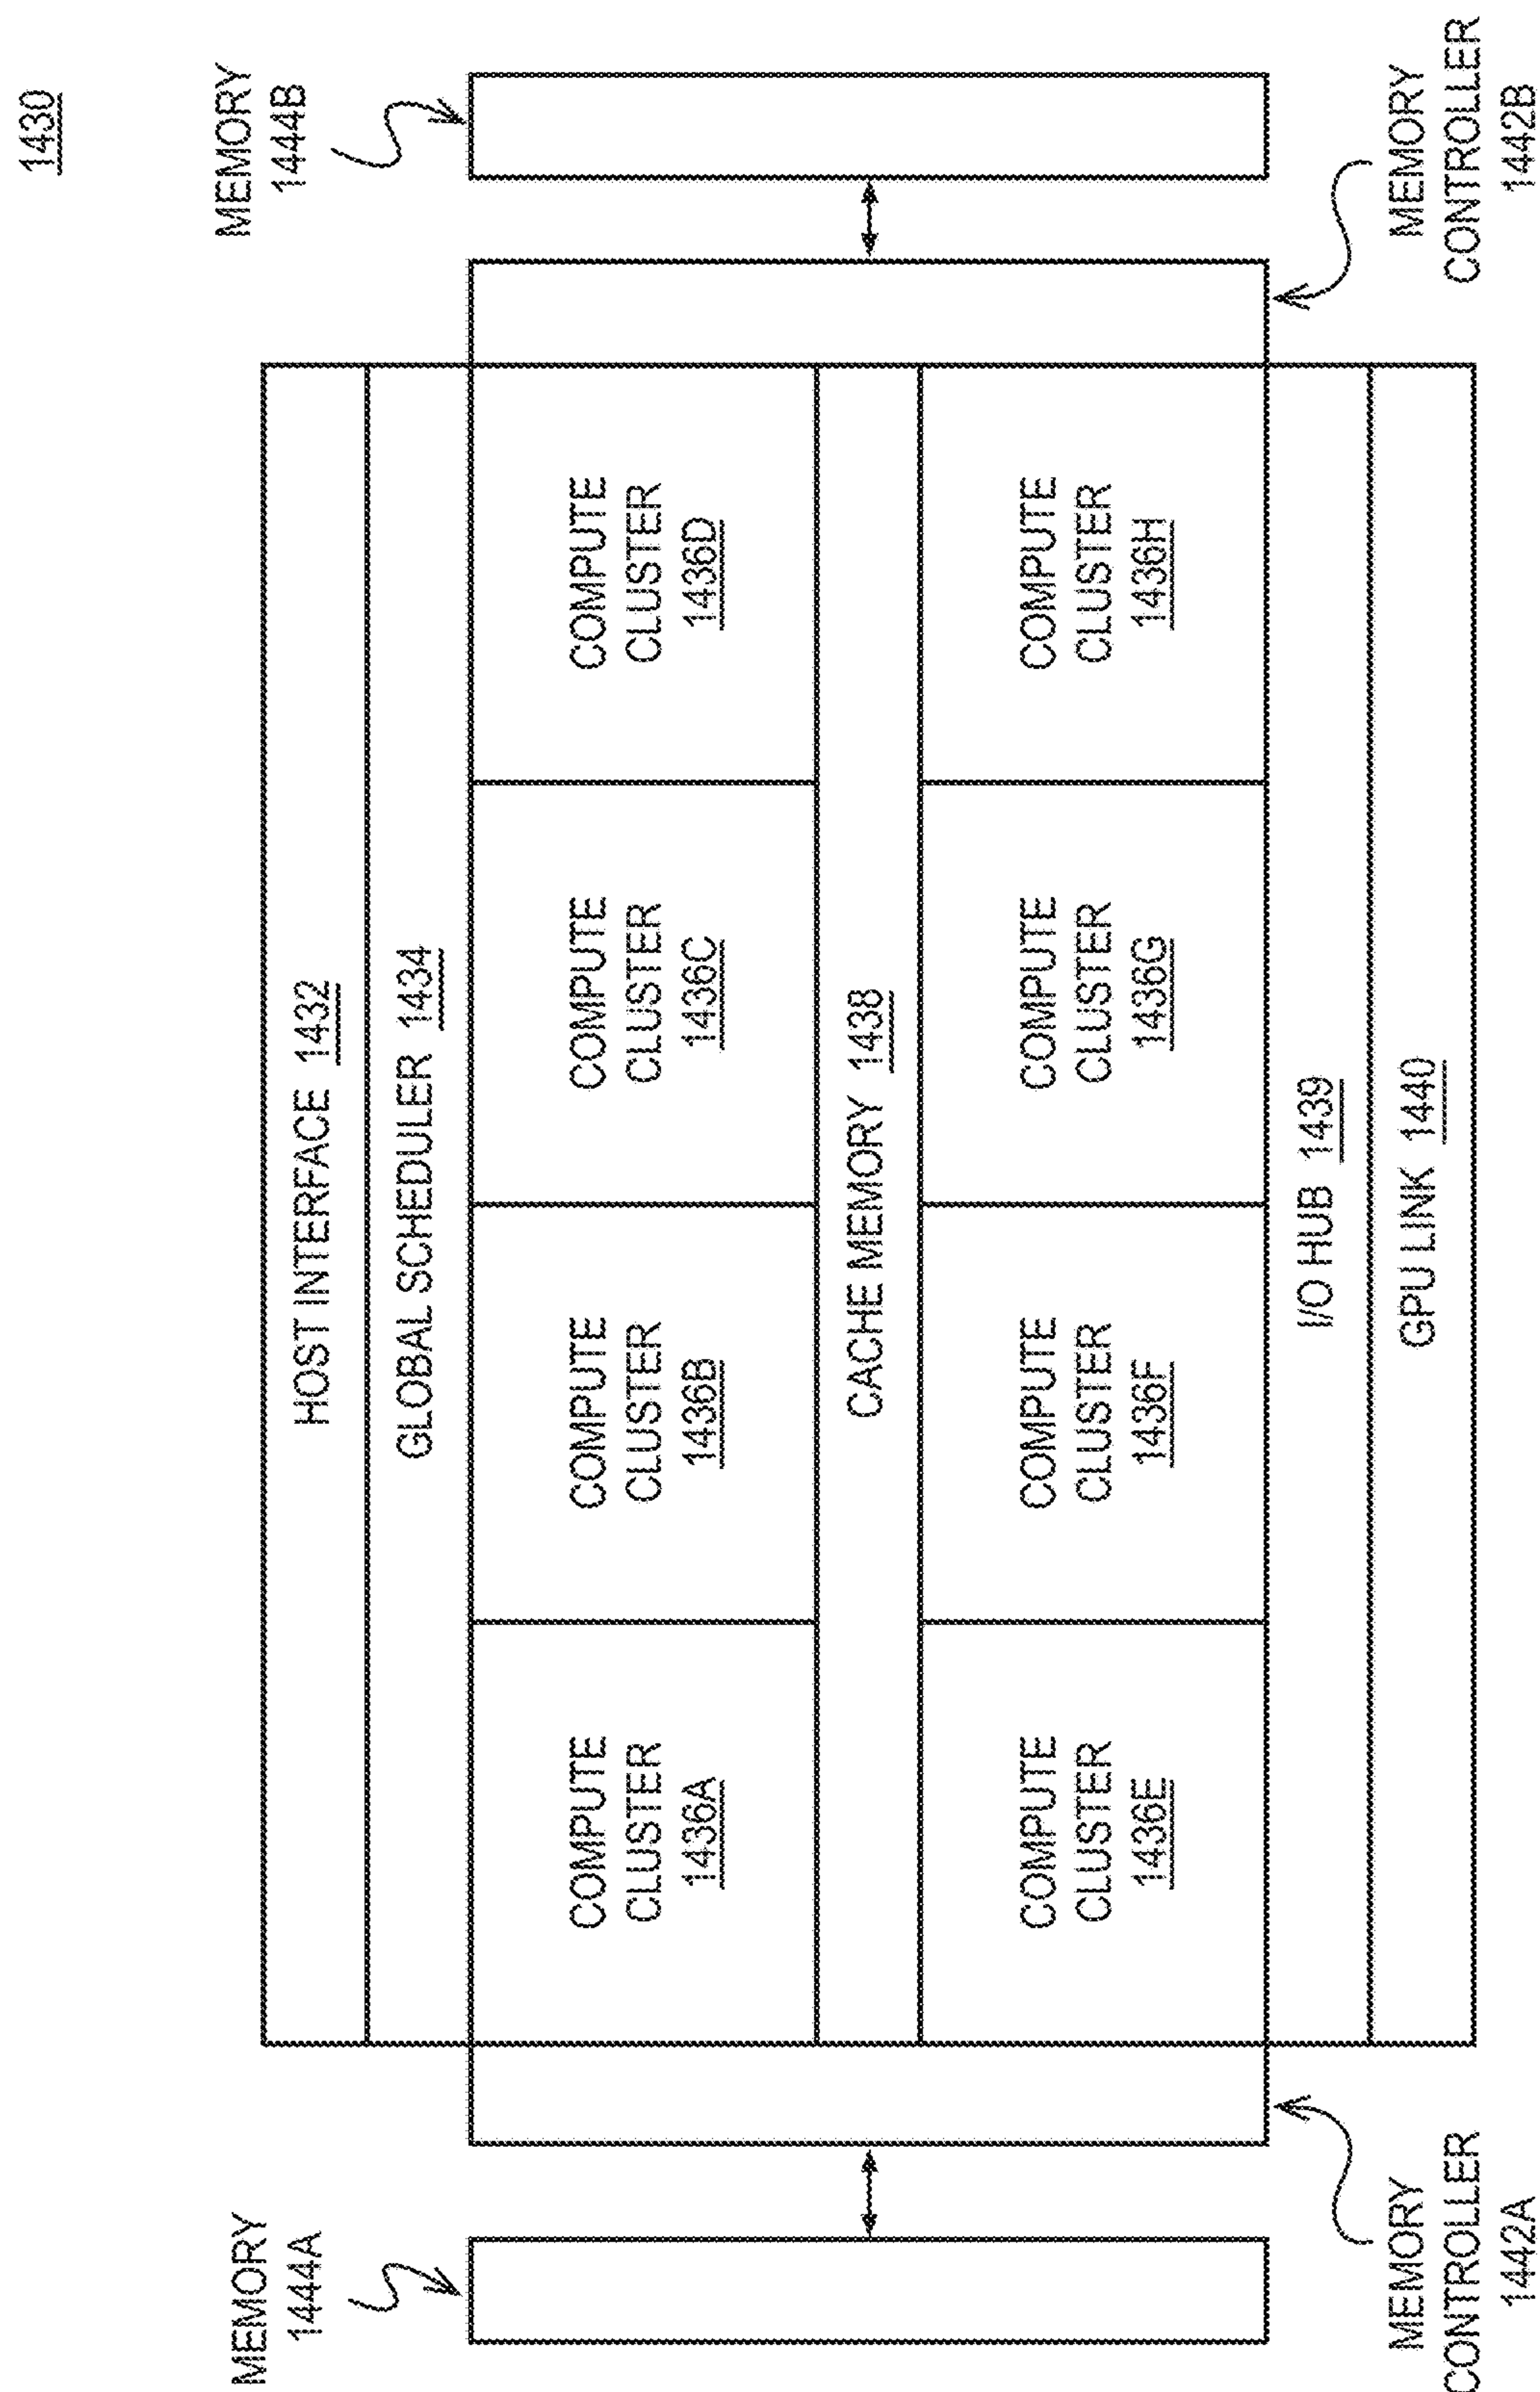 1430
MEMORY
1444A
MEMORY
1444B
HOST INTERFACE 1432
GLOBAL SCHEDULER 1434
COMPUTE
CLUSTER
1436A
COMPUTE
CLUSTER
1436B
COMPUTE
CLUSTER
1436C
COMPUTE
CLUSTER
1436D
CACHE MEMORY 1438
COMPUTE
CLUSTER
1436E
COMPUTE
CLUSTER
1436F
COMPUTE
CLUSTER
1436G
COMPUTE
CLUSTER
1436H
I/O HUB 1439
GPU LINK 1440
MEMORY
CONTROLLER
1442A
MEMORY
CONTROLLER
1442B